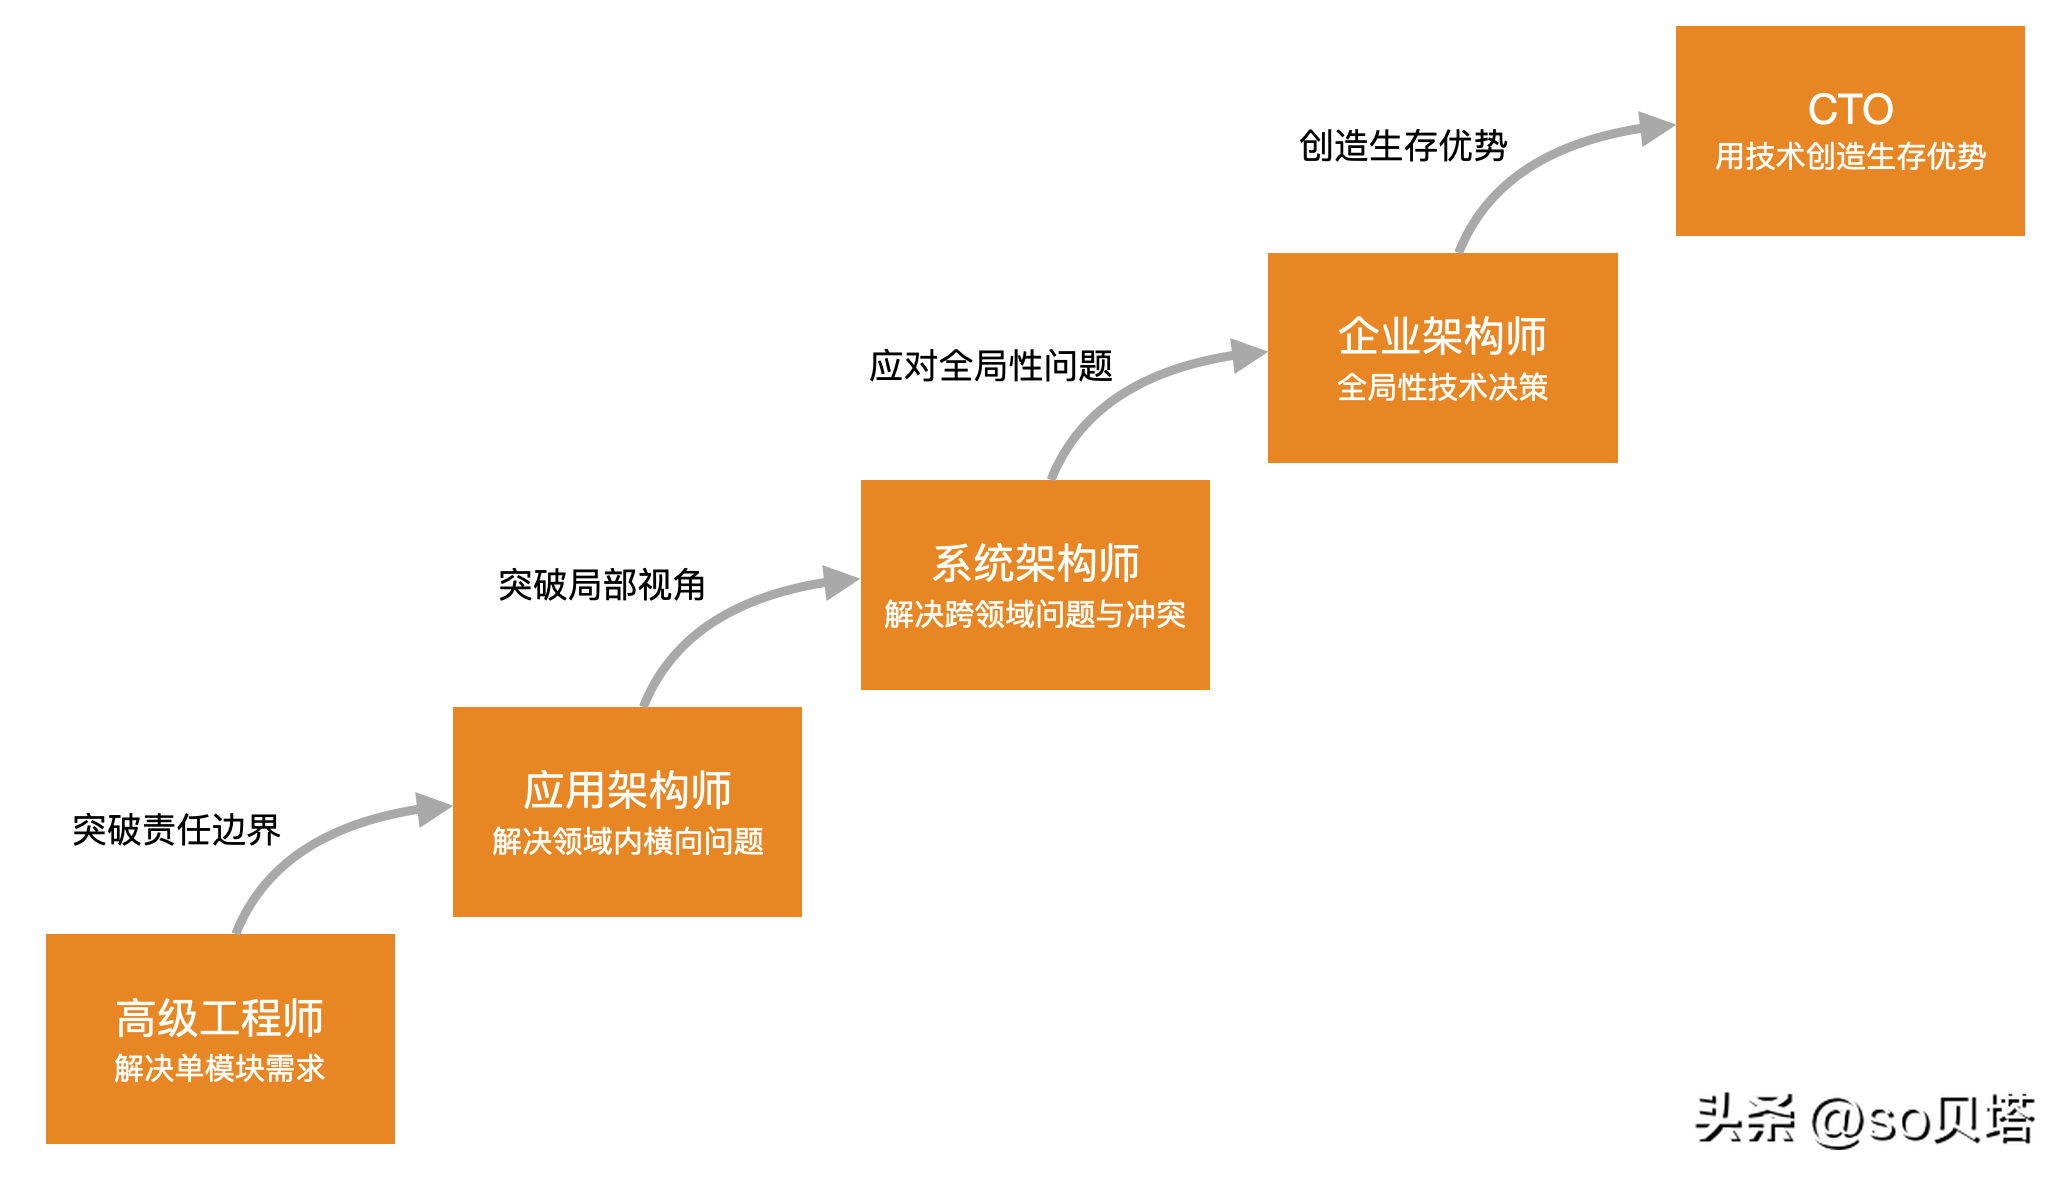 CTO
用技术创造生存优势
创造生存优势
企业架构师
全局性技术决策
应对全局性问题
系统架构师
解决跨领域问题与冲突
突破局部视角
应用架构师
解决领域内横向问题
突破责任边界
高级工程师
解决单模块需求
头条 @so贝塔